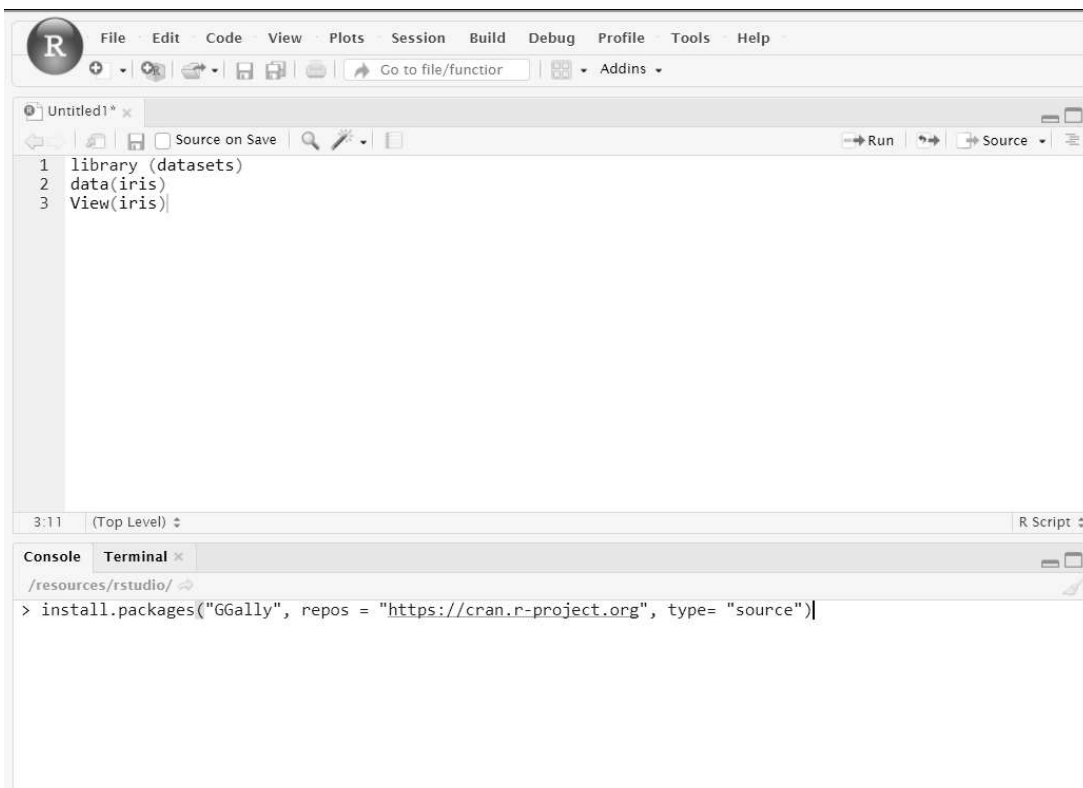 R File Edit Code View Plots Session Build Debug Profile Tools Help
R Go to file/functior Addins
R Untitled1*
Source on Save Run Source
1 library (datasets)
2 data(iris)
3 View(iris)
3:11 (Top Level) R Script
Console Terminal
/resources/rstudio/
> install.packages("GGally", repos = "https://cran.r-project.org", type= "source")